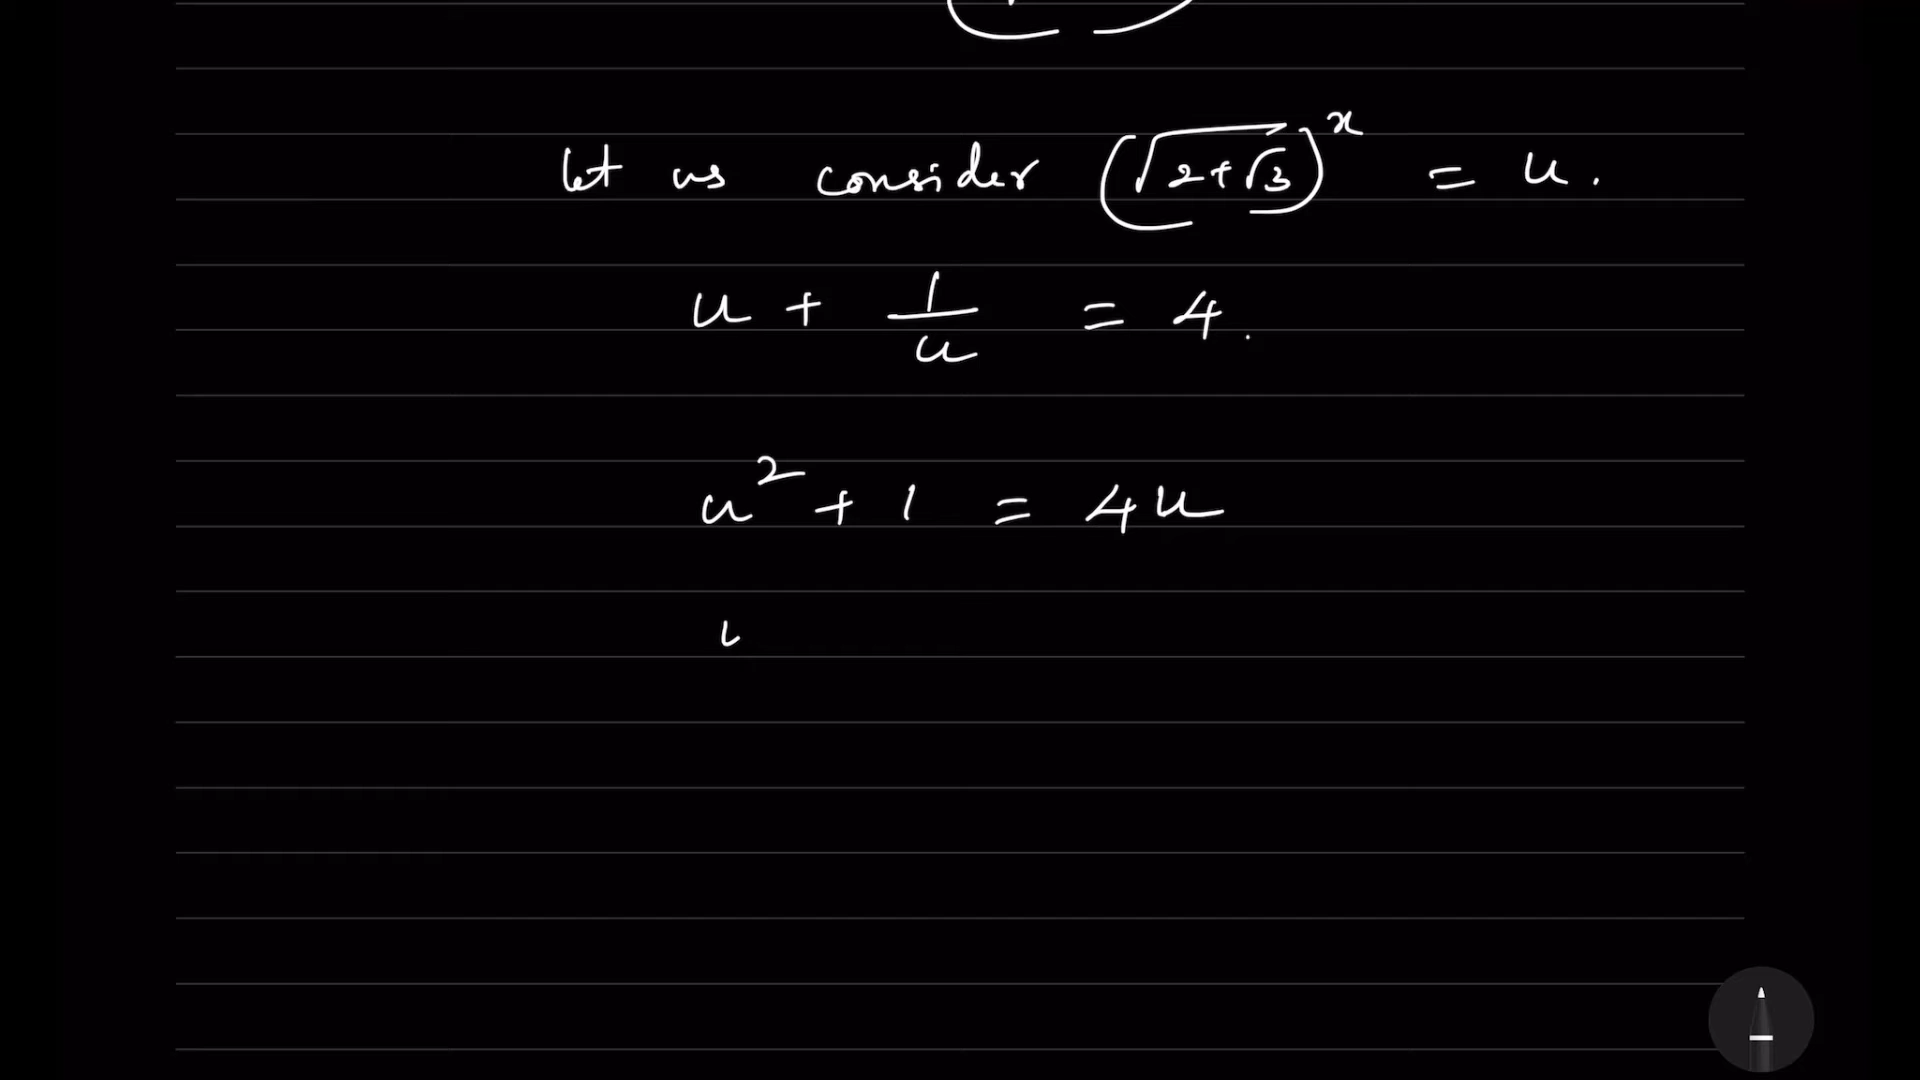 let us consider (√(2+√3))^x = u.
u + 1/u = 4.
u² + 1 = 4u